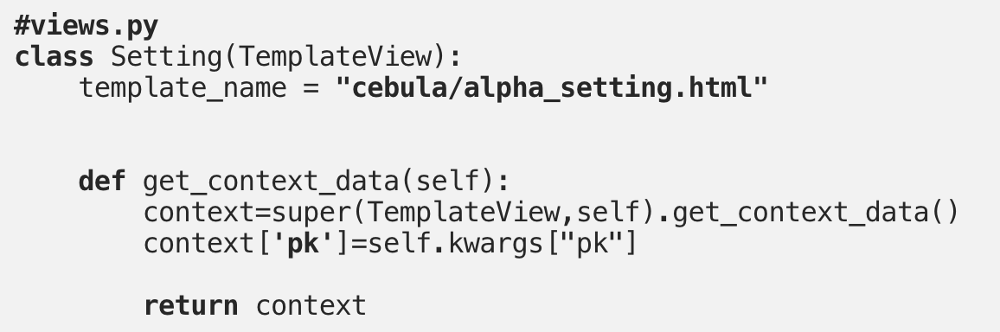 #views.py
class Setting(TemplateView):
    template_name = "cebula/alpha_setting.html"
    def get_context_data(self):
        context=super(TemplateView,self).get_context_data()
        context['pk']=self.kwargs["pk"]
        return context